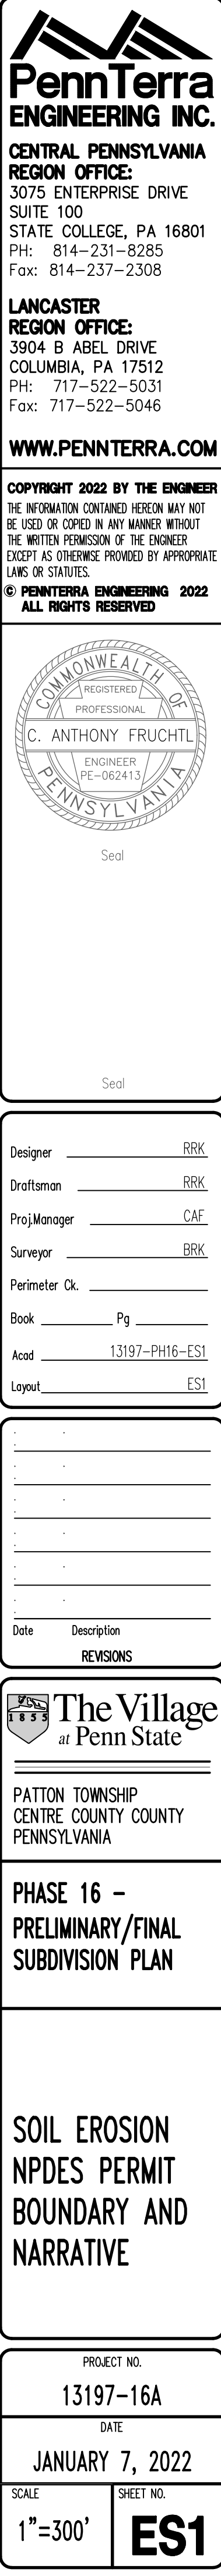 PennTerra
ENGINEERING INC.
CENTRAL PENNSYLVANIA
REGION OFFICE:
3075 ENTERPRISE DRIVE
SUITE 100
STATE COLLEGE, PA 16801
PH: 814-231-8285
Fax: 814-237-2308
LANCASTER
REGION OFFICE:
3904 B ABEL DRIVE
COLUMBIA, PA 17512
PH: 717-522-5031
Fax: 717-522-5046
WWW.PENNTERRA.COM
COPYRIGHT 2022 BY THE ENGINEER
THE INFORMATION CONTAINED HEREON MAY NOT
BE USED OR COPIED IN ANY MANNER WITHOUT
THE WRITTEN PERMISSION OF THE ENGINEER
EXCEPT AS OTHERWISE PROVIDED BY APPROPRIATE
LAWS OR STATUTES.
© PENNTERRA ENGINEERING 2022
ALL RIGHTS RESERVED
COMMONWEALTH OF
REGISTERED
PROFESSIONAL
C. ANTHONY FRUCHTL
ENGINEER
PE-062413
PENNSYLVANIA
Seal
Seal
Designer RRK
Draftsman RRK
Proj.Manager CAF
Surveyor BRK
Perimeter Ck.
Book Pg
Acad 13197-PH16-ES1
Layout ES1
Date Description
REVISIONS
1855
The Village
at Penn State
PATTON TOWNSHIP
CENTRE COUNTY COUNTY
PENNSYLVANIA
PHASE 16 -
PRELIMINARY/FINAL
SUBDIVISION PLAN
SOIL EROSION
NPDES PERMIT
BOUNDARY AND
NARRATIVE
PROJECT NO.
13197-16A
DATE
JANUARY 7, 2022
SCALE
1"=300'
SHEET NO.
ES1